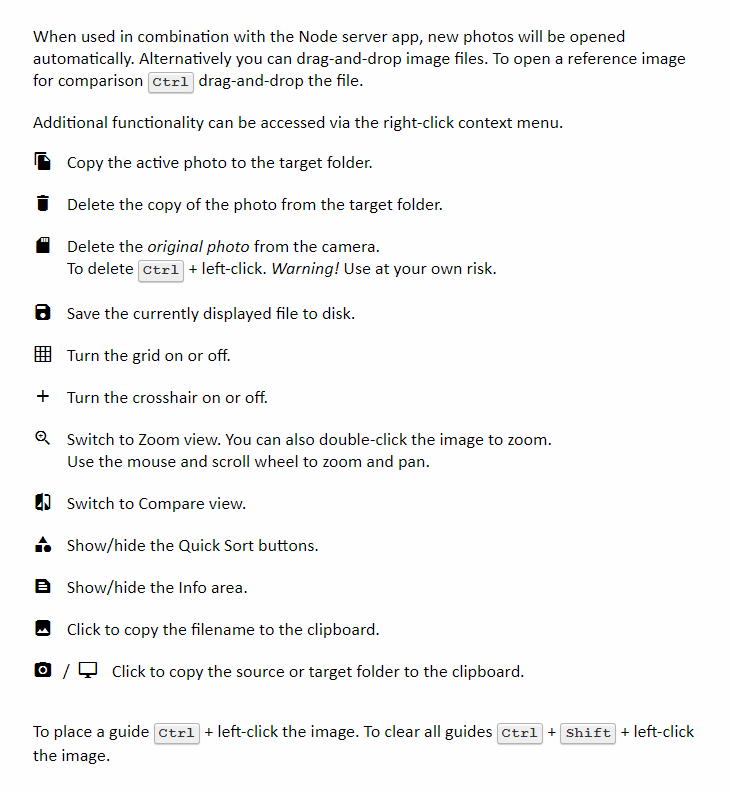 When used in combination with the Node server app, new photos will be opened
automatically. Alternatively you can drag-and-drop image files. To open a reference image
for comparison Ctrl drag-and-drop the file.
Additional functionality can be accessed via the right-click context menu.
Copy the active photo to the target folder.
Delete the copy of the photo from the target folder.
Delete the original photo from the camera.
To delete Ctrl + left-click. Warning! Use at your own risk.
Save the currently displayed file to disk.
Turn the grid on or off.
Turn the crosshair on or off.
Switch to Zoom view. You can also double-click the image to zoom.
Use the mouse and scroll wheel to zoom and pan.
Switch to Compare view.
Show/hide the Quick Sort buttons.
Show/hide the Info area.
Click to copy the filename to the clipboard.
/ Click to copy the source or target folder to the clipboard.
To place a guide Ctrl + left-click the image. To clear all guides Ctrl + Shift + left-click
the image.